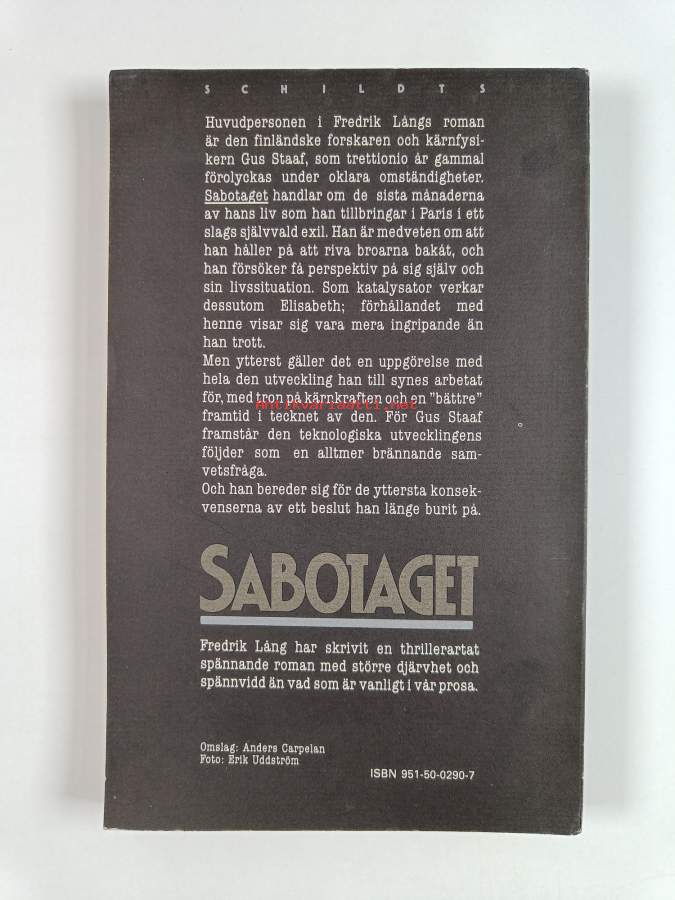 SCHILDTS
Huvudpersonen i Fredrik Långs roman
är den finländske forskaren och kärnfysi-
kern Gus Staaf, som trettionio år gammal
förolyckas under oklara omständigheter.
Sabotaget handlar om de sista månaderna
av hans liv som han tillbringar i Paris i ett
slags självvald exil. Han är medveten om att
han håller på att riva broarna bakåt, och
han försöker få perspektiv på sig själv och
sin livssituation. Som katalysator verkar
dessutom Elisabeth; förhållandet med
henne visar sig vara mera ingripande än
han trott.
Men ytterst gäller det en uppgörelse med
hela den utveckling han till synes arbetat
för, med tron på kärnkraften och en "bättre"
Antikvariaatti.net
framtid i tecknet av den. För Gus Staaf
framstår den teknologiska utvecklingens
följder som en alltmer brännande sam-
vetsfråga.
Och han bereder sig för de yttersta konsek-
venserna av ett beslut han länge burit på.
SABOTAGET
Fredrik Lång har skrivit en thrillerartat
spännande roman med större djärvhet och
spännvidd än vad som är vanligt i vår prosa.
Omslag: Anders Carpelan
Foto: Erik Uddström
ISBN 951-50-0290-7